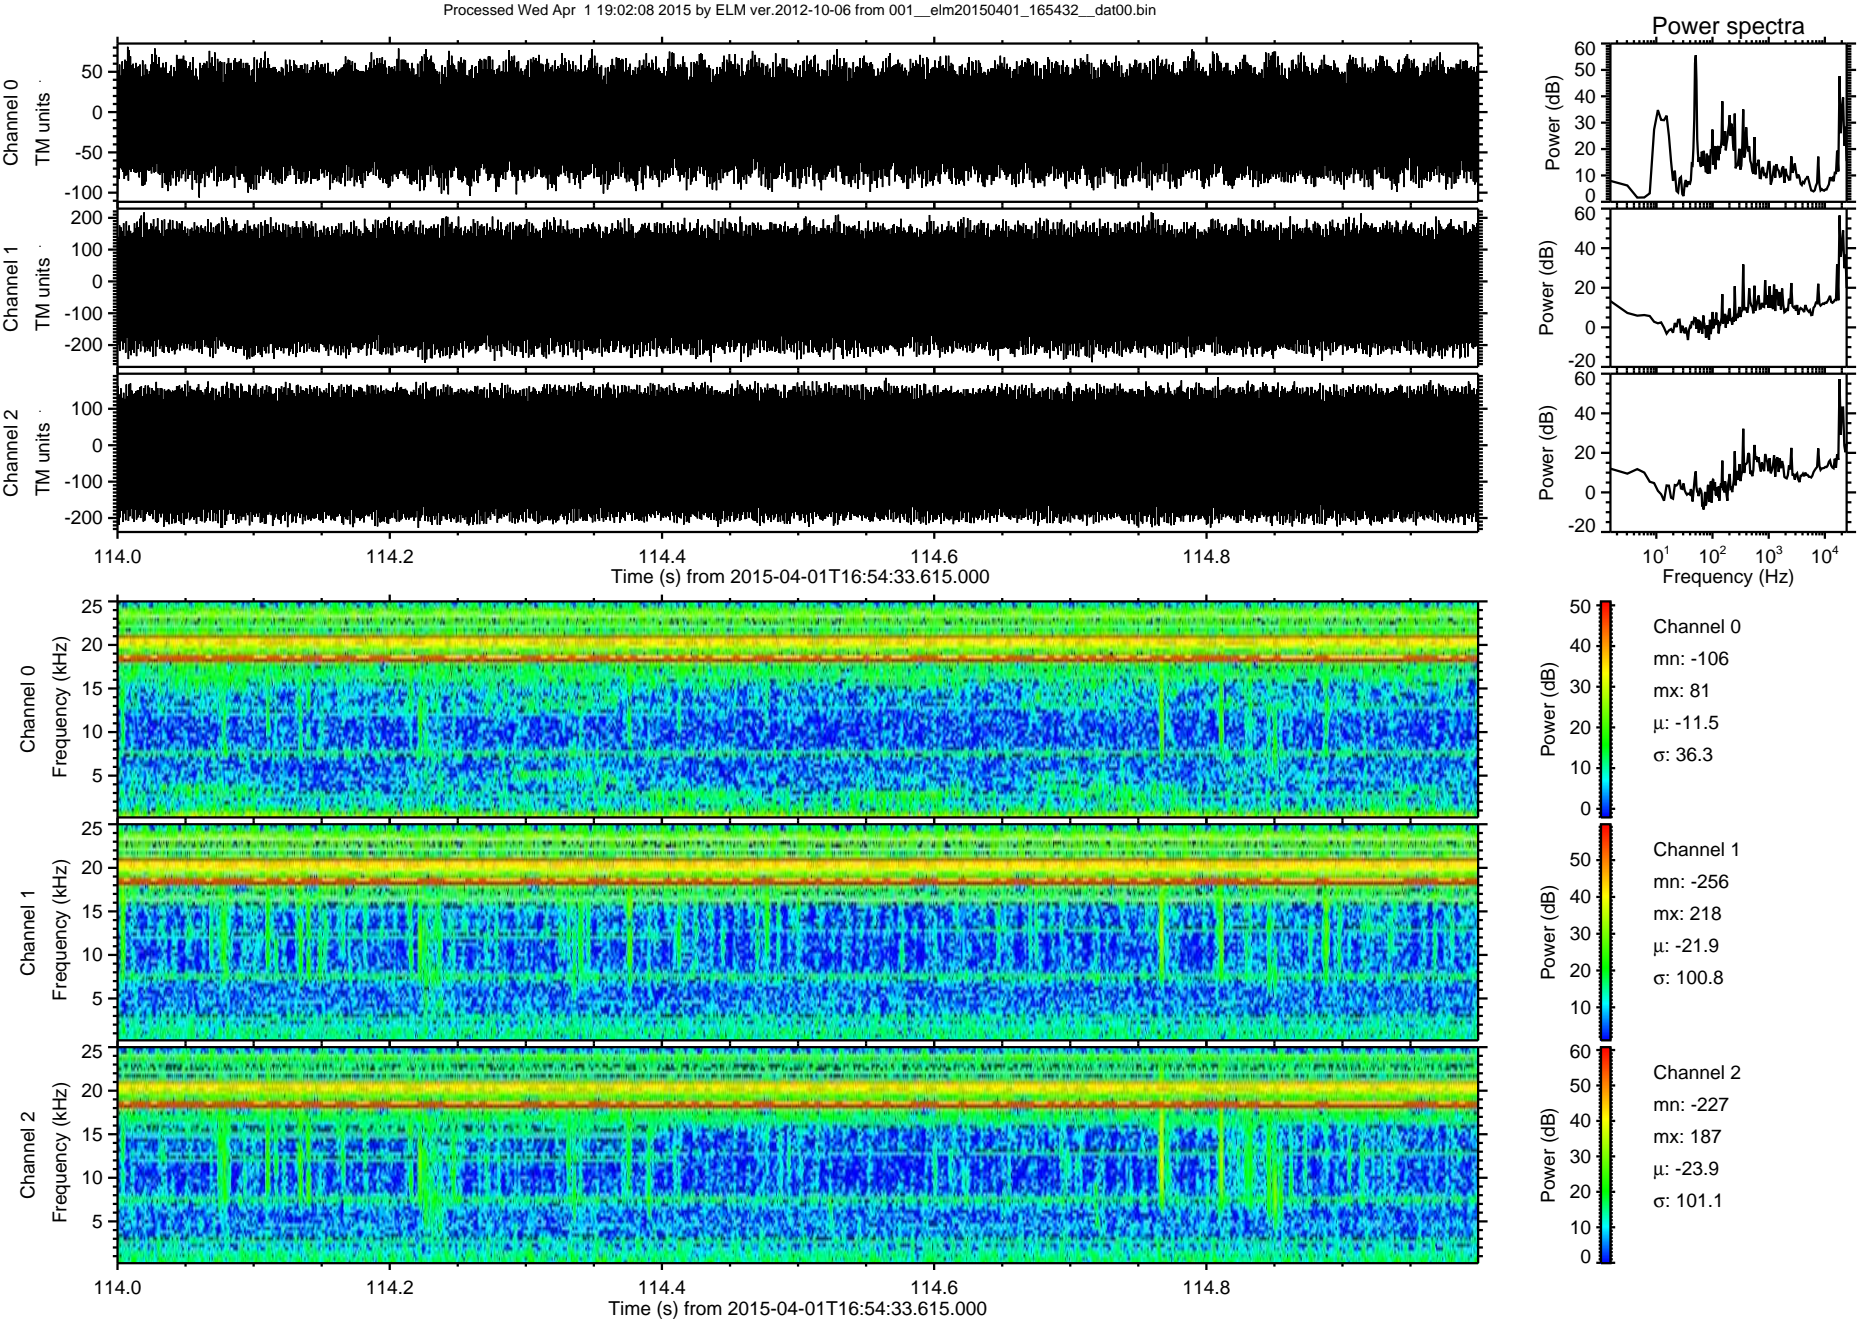 Processed Wed Apr  1 19:02:08 2015 by ELM ver.2012-10-06 from 001__elm20150401_165432__dat00.bin
Power spectra
Channel 0
TM units
50
0
-50
-100
Power (dB)
60
50
40
30
20
10
0
Channel 1
TM units
200
100
0
-100
-200
Power (dB)
60
40
20
0
-20
Channel 2
TM units
100
0
-100
-200
Power (dB)
60
40
20
0
-20
114.0 114.2 114.4 114.6 114.8
Time (s) from 2015-04-01T16:54:33.615.000
10¹ 10² 10³ 10⁴
Frequency (Hz)
Channel 0
Frequency (kHz)
25
20
15
10
5
Power (dB)
50
40
30
20
10
0
Channel 0
mn: -106
mx: 81
μ: -11.5
σ: 36.3
Channel 1
Frequency (kHz)
25
20
15
10
5
Power (dB)
50
40
30
20
10
Channel 1
mn: -256
mx: 218
μ: -21.9
σ: 100.8
Channel 2
Frequency (kHz)
25
20
15
10
5
Power (dB)
60
50
40
30
20
10
0
Channel 2
mn: -227
mx: 187
μ: -23.9
σ: 101.1
114.0 114.2 114.4 114.6 114.8
Time (s) from 2015-04-01T16:54:33.615.000